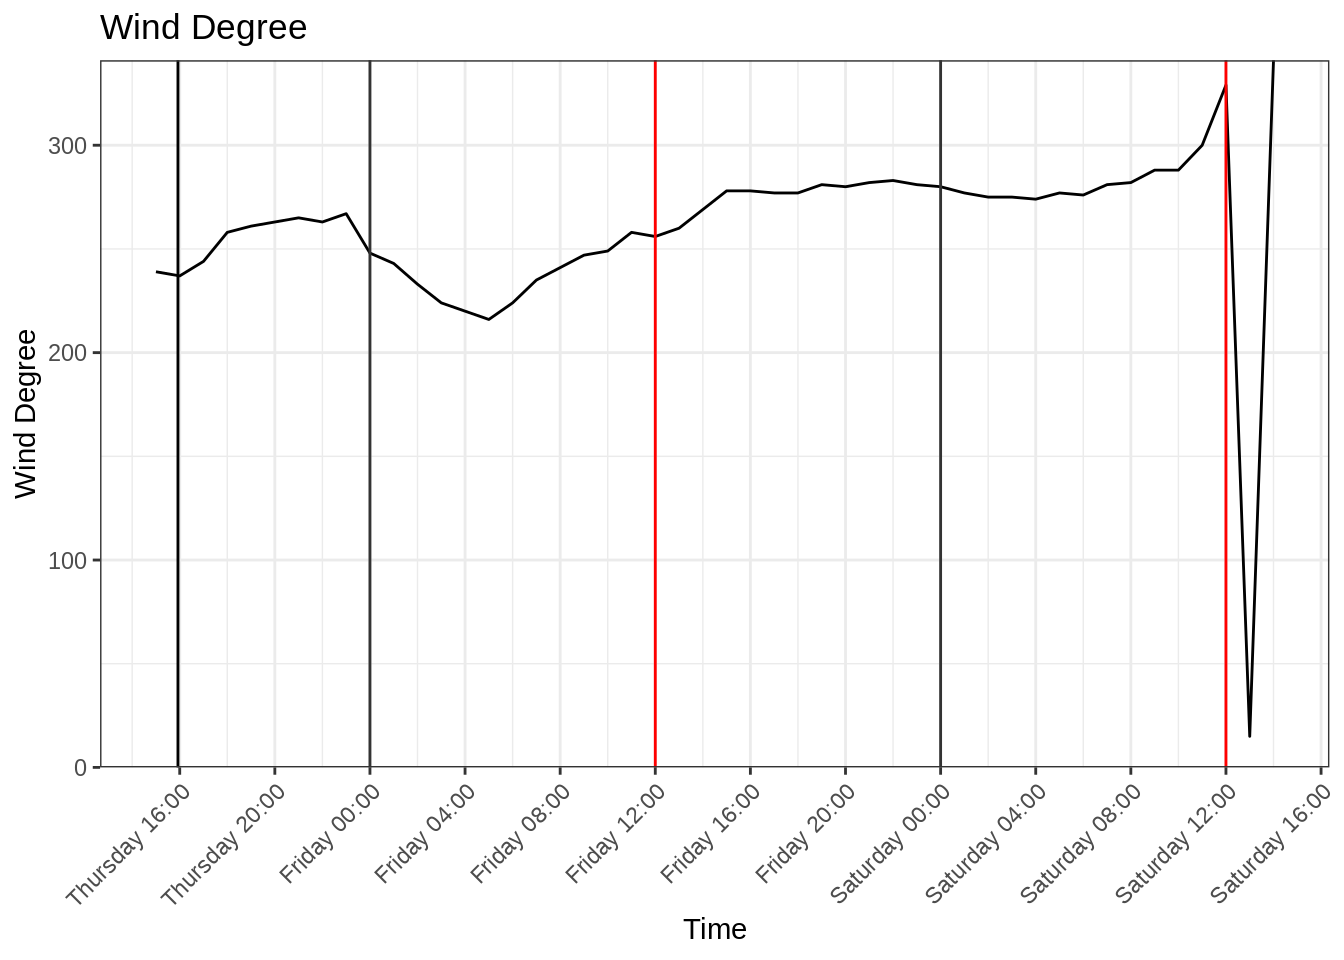 Wind Degree
Wind Degree
300
200
100
0
Thursday 16:00
Thursday 20:00
Friday 00:00
Friday 04:00
Friday 08:00
Friday 12:00
Friday 16:00
Friday 20:00
Saturday 00:00
Saturday 04:00
Saturday 08:00
Saturday 12:00
Saturday 16:00
Time